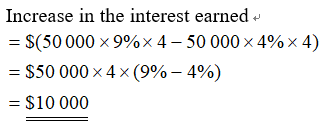 Increase in the interest earned ↵
= $(50 000 × 9% × 4 – 50 000 × 4% × 4)
= $50 000 × 4 × (9% – 4%)
= $10 000